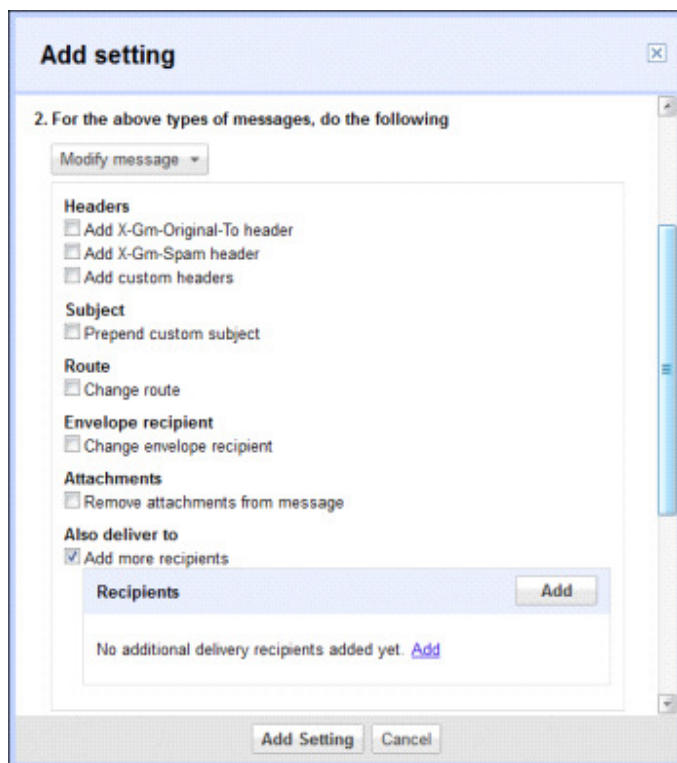 Add setting
2. For the above types of messages, do the following
Modify message
Headers
Add X-Gm-Original-To header
Add X-Gm-Spam header
Add custom headers
Subject
Prepend custom subject
Route
Change route
Envelope recipient
Change envelope recipient
Attachments
Remove attachments from message
Also deliver to
Add more recipients
Recipients Add
No additional delivery recipients added yet. Add
Add Setting Cancel